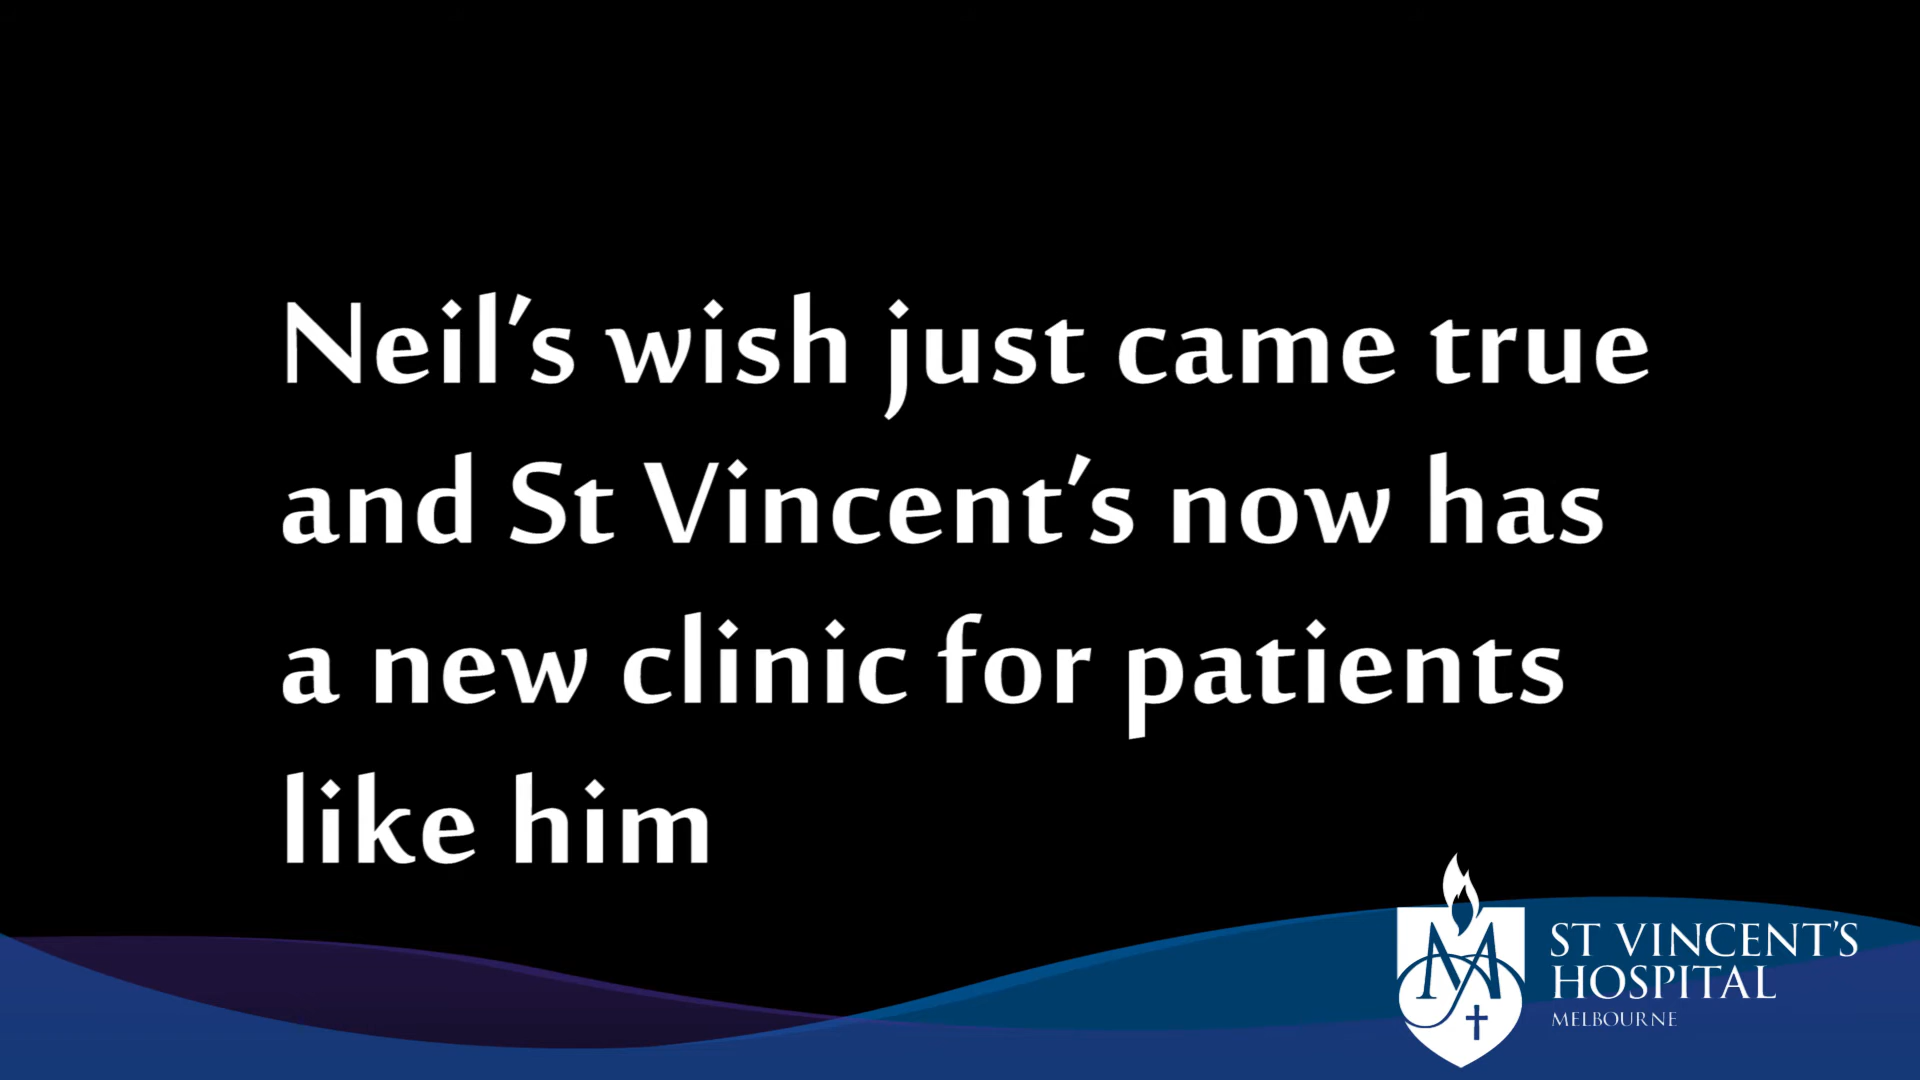 Neil’s wish just came true
and St Vincent’s now has
a new clinic for patients
like him
ST VINCENT’S
HOSPITAL
MELBOURNE